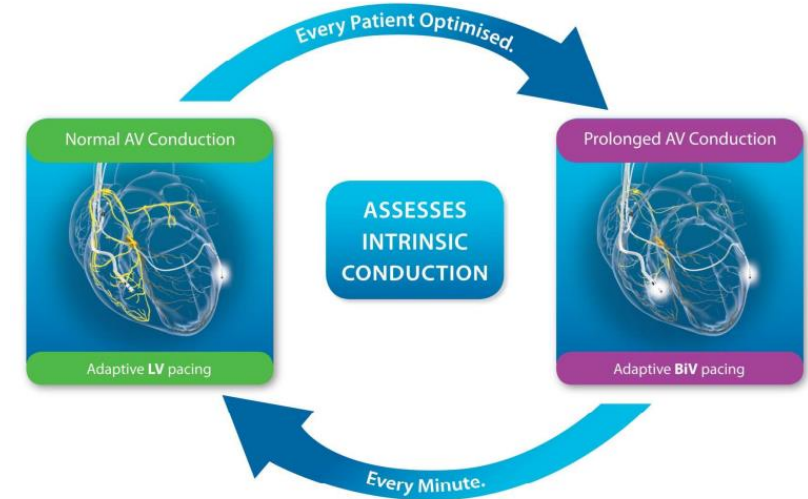 Every Patient Optimised.
Normal AV Conduction
Prolonged AV Conduction
ASSESSES
INTRINSIC
CONDUCTION
Adaptive LV pacing
Adaptive BiV pacing
Every Minute.